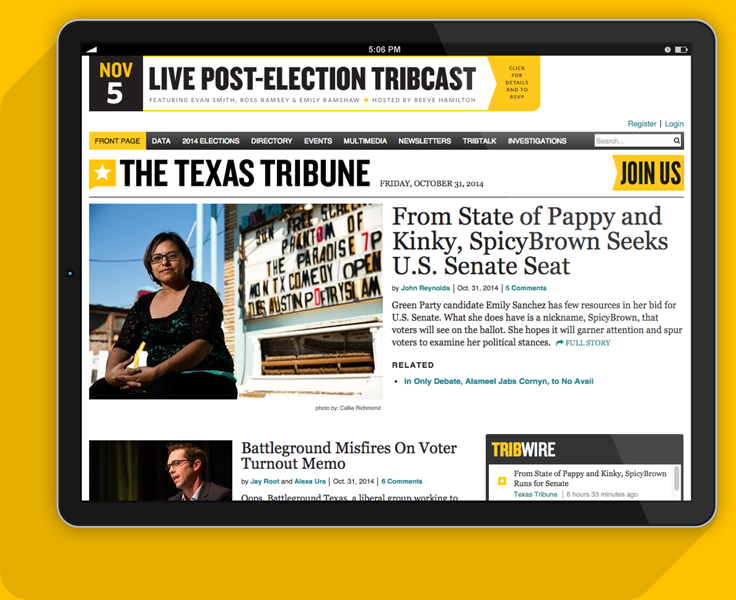 5:06 PM
NOV
5
LIVE POST-ELECTION TRIBCAST
FEATURING EVAN SMITH, ROSS RAMSEY & EMILY RAMSHAW ★ HOSTED BY REEVE HAMILTON
CLICK
FOR
DETAILS
AND TO
RSVP
Register | Login
FRONT PAGE DATA 2014 ELECTIONS DIRECTORY EVENTS MULTIMEDIA NEWSLETTERS TRIBTALK INVESTIGATIONS Search...
THE TEXAS TRIBUNE FRIDAY, OCTOBER 31, 2014 JOIN US
SUN FREE SCREEN
PHANTOM OF
THE PARADISE 7P
MON TX COMEDY OPEN
TUES AUSTIN POETRY SLAM
From State of Pappy and
Kinky, SpicyBrown Seeks
U.S. Senate Seat
by John Reynolds | Oct. 31, 2014 | 5 Comments
Green Party candidate Emily Sanchez has few resources in her bid for
U.S. Senate. What she does have is a nickname, SpicyBrown, that
voters will see on the ballot. She hopes it will garner attention and spur
voters to examine her political stances. FULL STORY
RELATED
• In Only Debate, Alameel Jabs Cornyn, to No Avail
photo by: Callie Richmond
Battleground Misfires On Voter
Turnout Memo
by Jay Root and Alexa Ura | Oct. 31, 2014 | 6 Comments
Oops. Battleground Texas, a liberal group working to
TRIBWIRE
From State of Pappy and Kinky, SpicyBrown
Runs for Senate
Texas Tribune | 6 hours 33 minutes ago